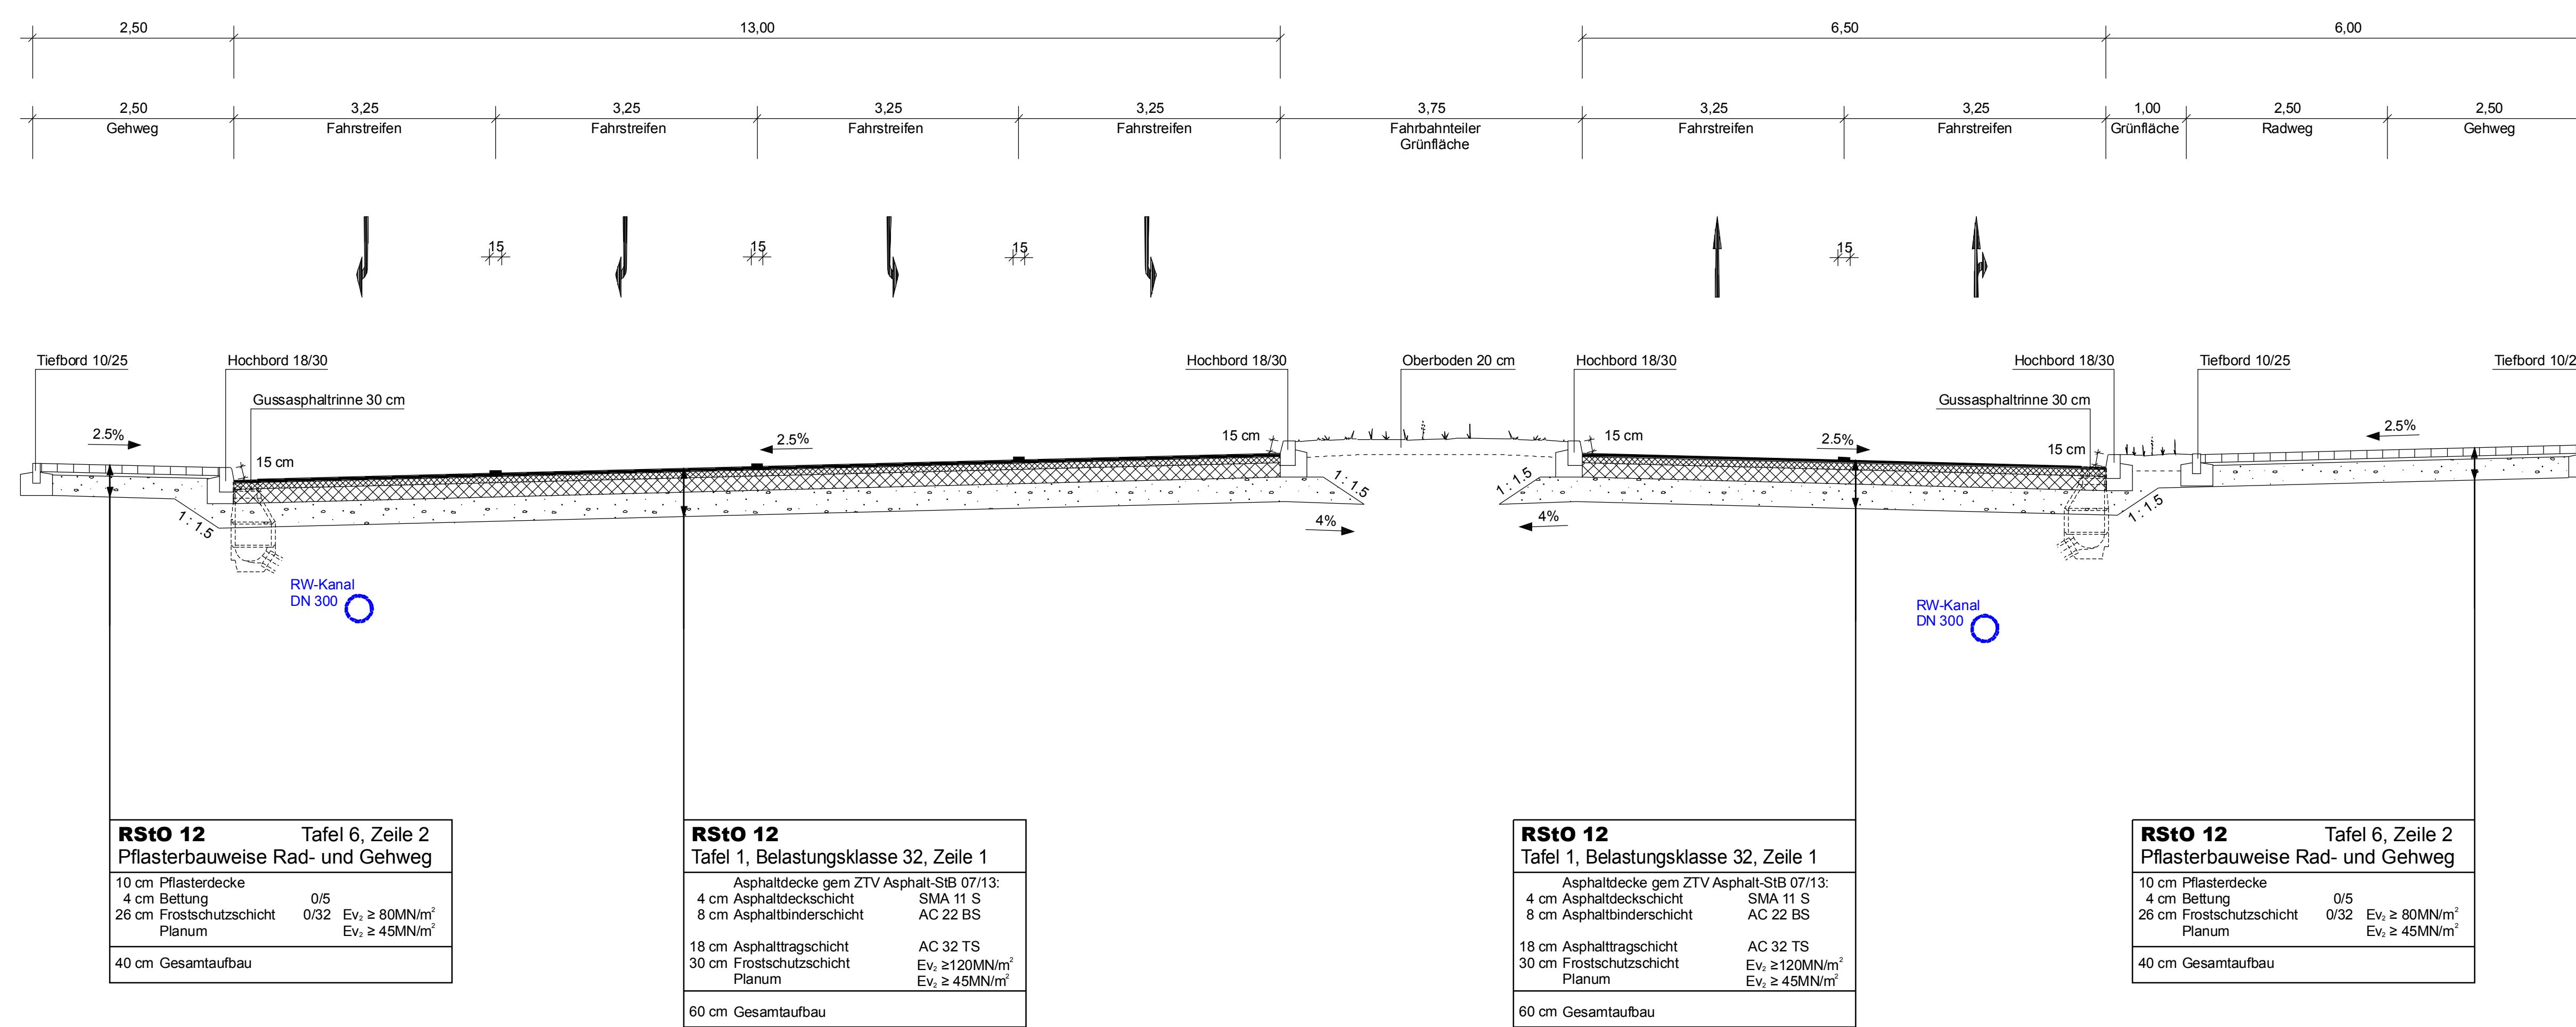 2,50 13,00 6,50 6,00
2,50 3,25 3,25 3,25 3,25 3,75 3,25 3,25 1,00 2,50 2,50
Gehweg Fahrstreifen Fahrstreifen Fahrstreifen Fahrstreifen Fahrbahnteiler Fahrstreifen Fahrstreifen Grünfläche Radweg Gehweg
Grünfläche
15 15 15 15
Tiefbord 10/25 Hochbord 18/30 Hochbord 18/30 Oberboden 20 cm Hochbord 18/30 Hochbord 18/30 Tiefbord 10/25 Tiefbord 10/2
Gussasphaltrinne 30 cm Gussasphaltrinne 30 cm
2.5% 2.5% 15 cm 15 cm 2.5% 15 cm 2.5%
15 cm
1 : 1.5 1 : 1.5 1 : 1.5 1 : 1.5
4% 4%
RW-Kanal
DN 300
RW-Kanal
DN 300
RStO 12 Tafel 6, Zeile 2
Pflasterbauweise Rad- und Gehweg
10 cm Pflasterdecke
4 cm Bettung 0/5
26 cm Frostschutzschicht 0/32 Ev₂ ≥ 80MN/m²
Planum Ev₂ ≥ 45MN/m²
40 cm Gesamtaufbau
RStO 12
Tafel 1, Belastungsklasse 32, Zeile 1
Asphaltdecke gem ZTV Asphalt-StB 07/13:
4 cm Asphaltdeckschicht SMA 11 S
8 cm Asphaltbinderschicht AC 22 BS
18 cm Asphalttragschicht AC 32 TS
30 cm Frostschutzschicht Ev₂ ≥120MN/m²
Planum Ev₂ ≥ 45MN/m²
60 cm Gesamtaufbau
RStO 12
Tafel 1, Belastungsklasse 32, Zeile 1
Asphaltdecke gem ZTV Asphalt-StB 07/13:
4 cm Asphaltdeckschicht SMA 11 S
8 cm Asphaltbinderschicht AC 22 BS
18 cm Asphalttragschicht AC 32 TS
30 cm Frostschutzschicht Ev₂ ≥120MN/m²
Planum Ev₂ ≥ 45MN/m²
60 cm Gesamtaufbau
RStO 12 Tafel 6, Zeile 2
Pflasterbauweise Rad- und Gehweg
10 cm Pflasterdecke
4 cm Bettung 0/5
26 cm Frostschutzschicht 0/32 Ev₂ ≥ 80MN/m²
Planum Ev₂ ≥ 45MN/m²
40 cm Gesamtaufbau